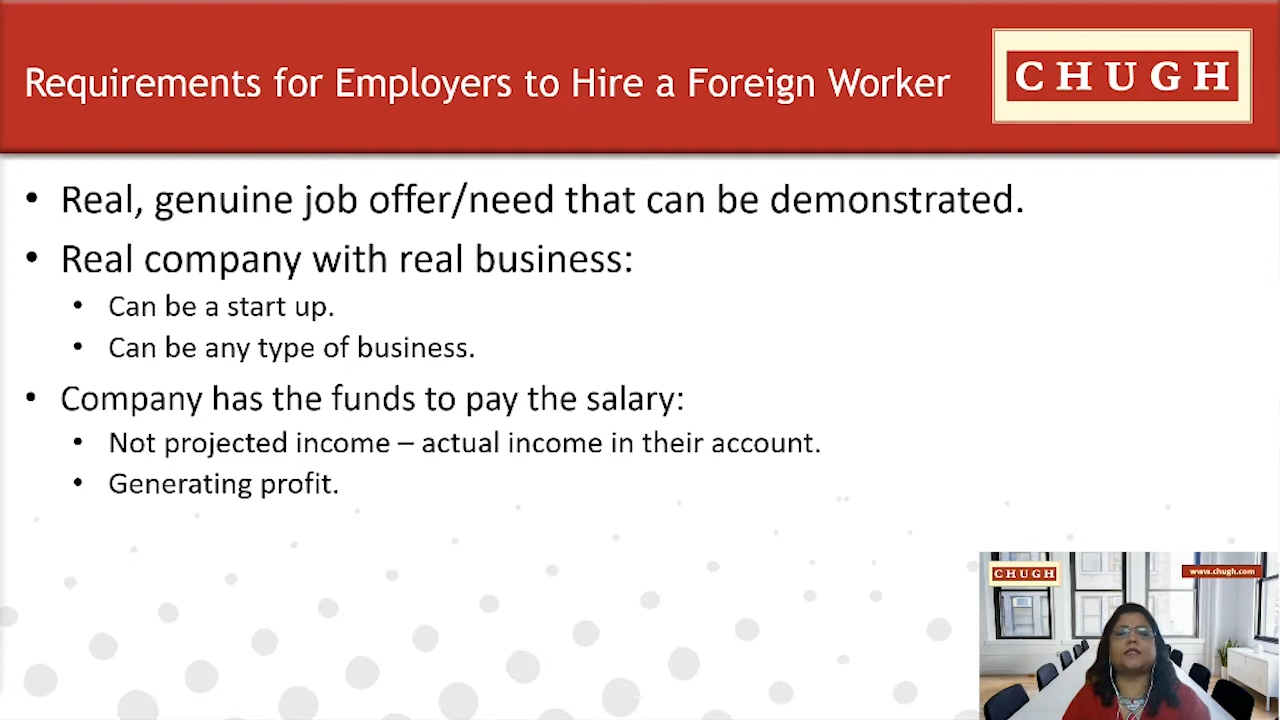 Requirements for Employers to Hire a Foreign Worker
CHUGH
• Real, genuine job offer/need that can be demonstrated.
• Real company with real business:
• Can be a start up.
• Can be any type of business.
• Company has the funds to pay the salary:
• Not projected income – actual income in their account.
• Generating profit.
CHUGH
www.chugh.com